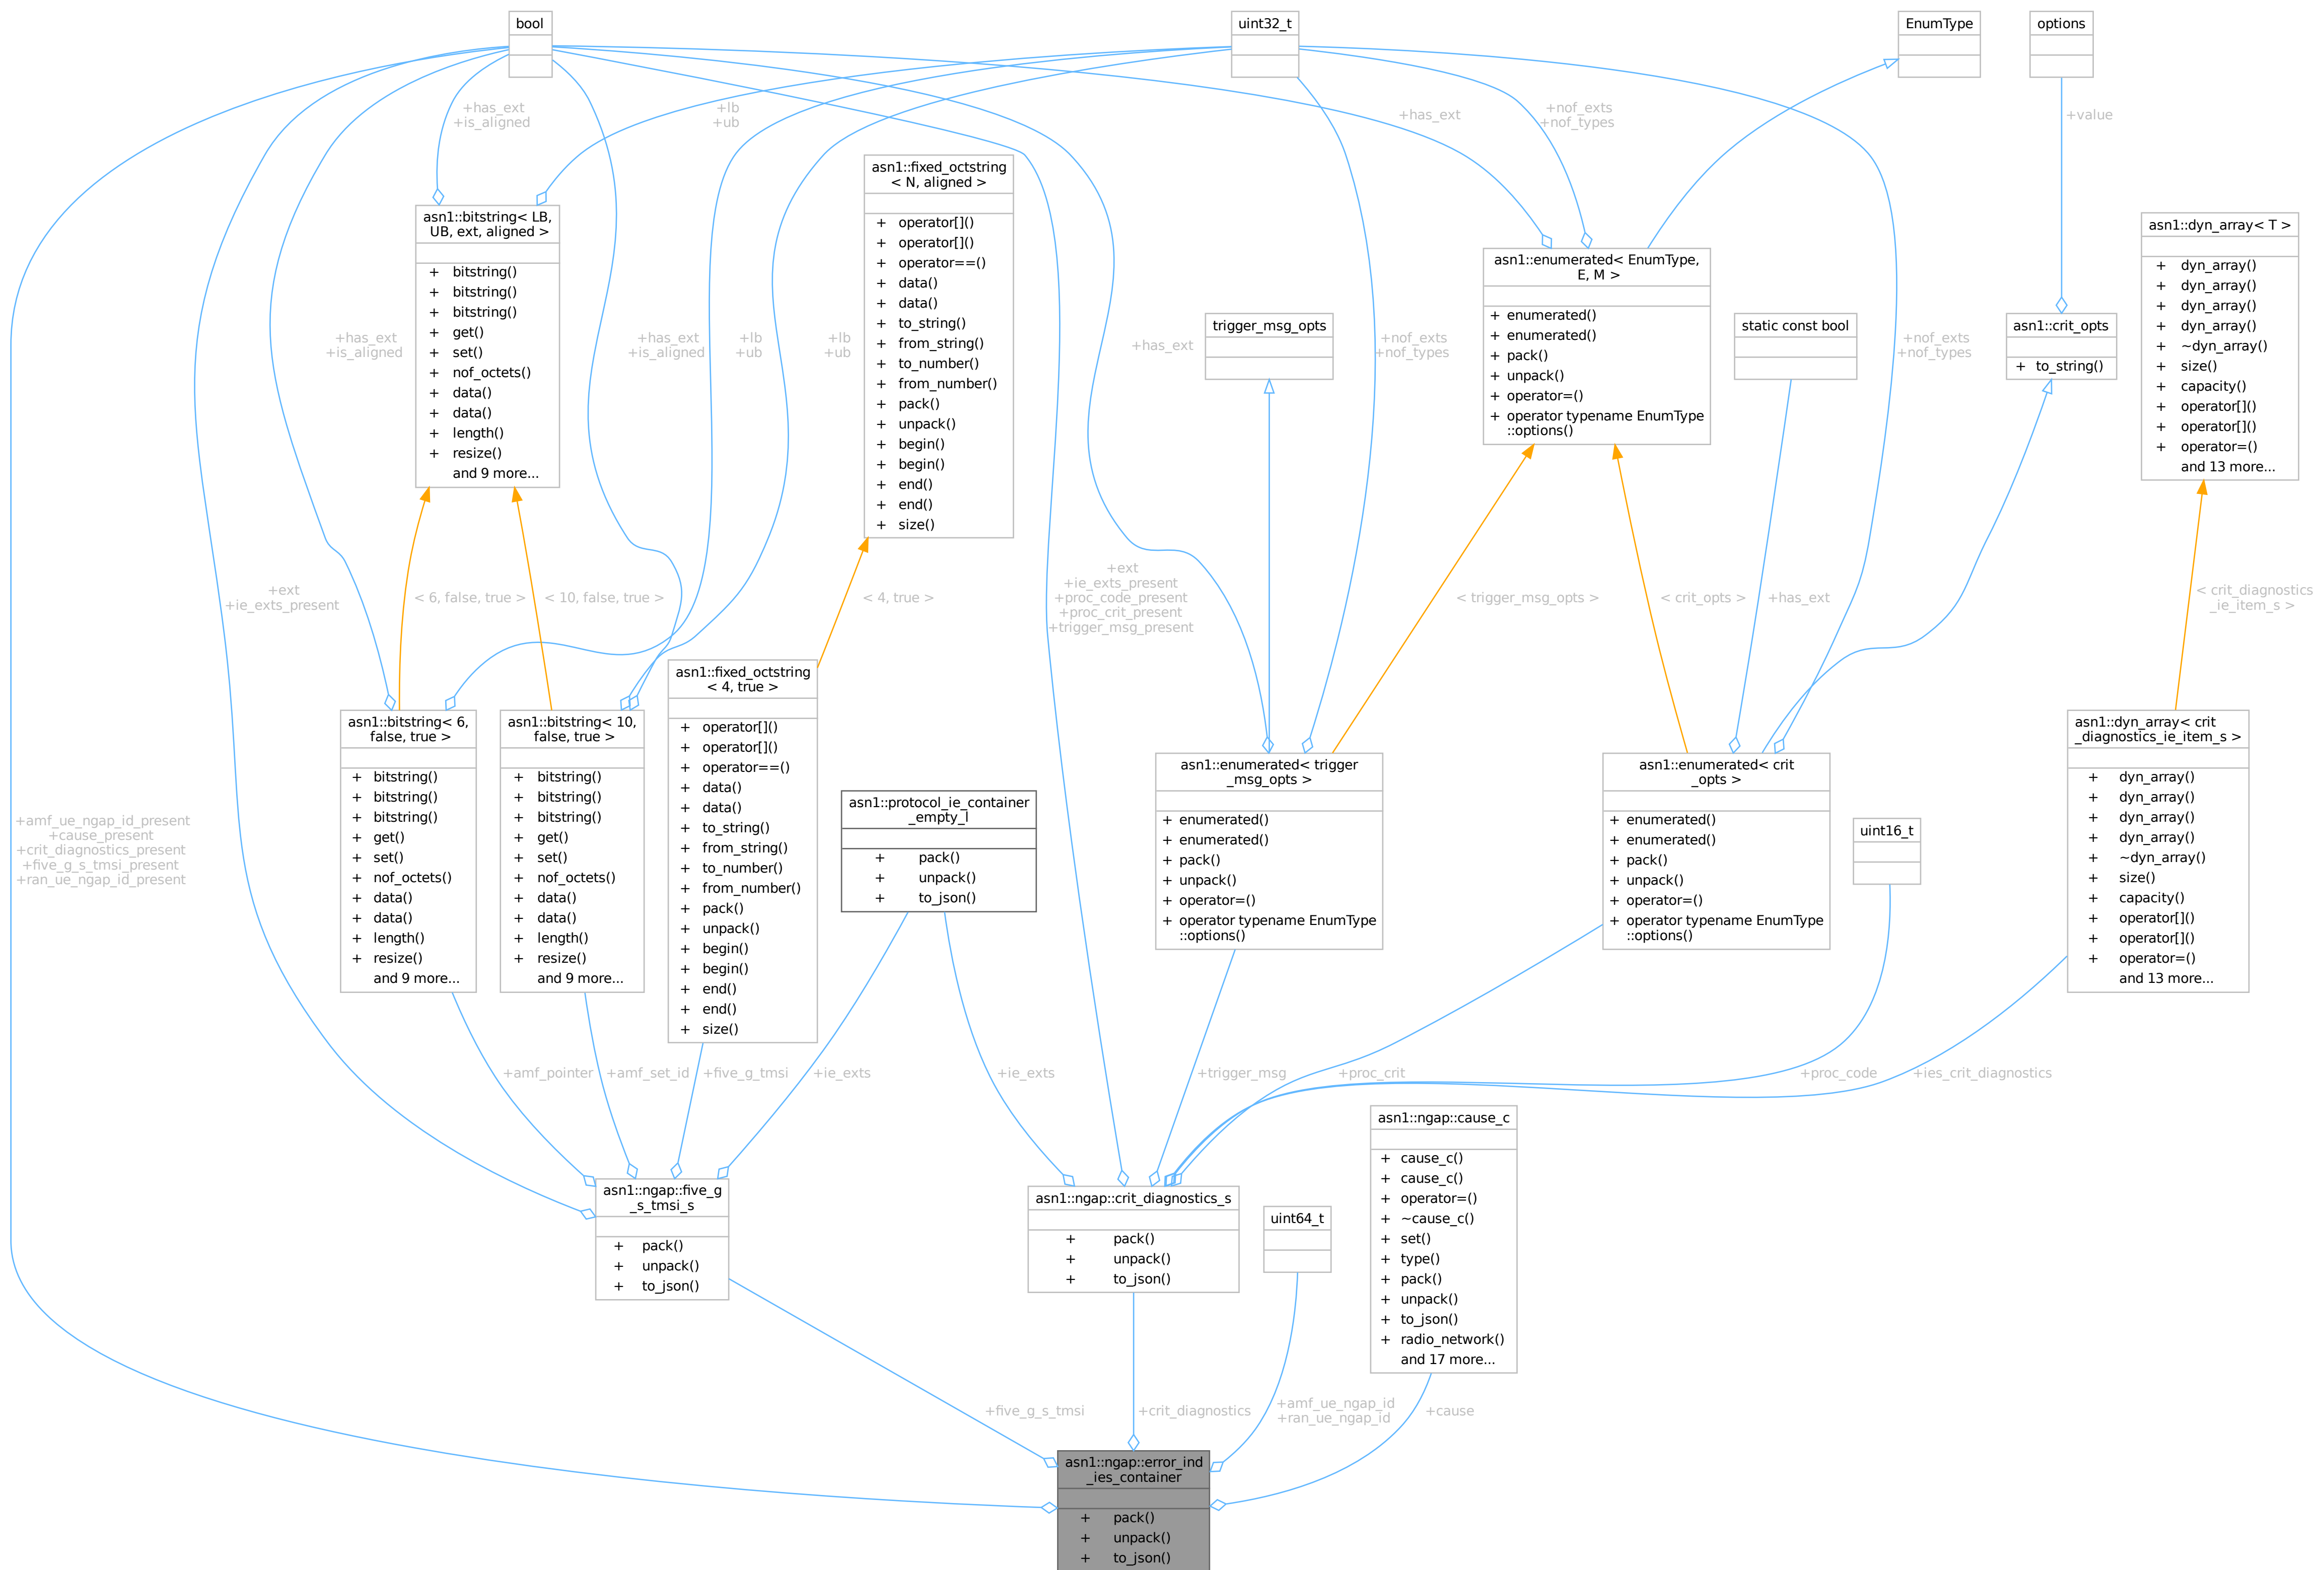 bool
uint32_t
EnumType
options
+has_ext
+is_aligned
+lb
+ub
+has_ext
+nof_exts
+nof_types
+value
asn1::fixed_octstring
< N, aligned >
+ operator[]()
+ operator[]()
+ operator==()
+ data()
+ data()
+ to_string()
+ from_string()
+ to_number()
+ from_number()
+ pack()
+ unpack()
+ begin()
+ begin()
+ end()
+ end()
+ size()
asn1::bitstring< LB,
UB, ext, aligned >
+ bitstring()
+ bitstring()
+ bitstring()
+ get()
+ set()
+ nof_octets()
+ data()
+ data()
+ length()
+ resize()
and 9 more...
asn1::enumerated< EnumType,
E, M >
+ enumerated()
+ enumerated()
+ pack()
+ unpack()
+ operator=()
+ operator typename EnumType
::options()
asn1::dyn_array< T >
+ dyn_array()
+ dyn_array()
+ dyn_array()
+ dyn_array()
+ ~dyn_array()
+ size()
+ capacity()
+ operator[]()
+ operator[]()
+ operator=()
and 13 more...
trigger_msg_opts
static const bool
asn1::crit_opts
+ to_string()
+has_ext
+is_aligned
+has_ext
+is_aligned
+lb
+ub
+lb
+ub
+has_ext
+nof_exts
+nof_types
+nof_exts
+nof_types
+ext
+ie_exts_present
< 6, false, true >
< 10, false, true >
< 4, true >
+ext
+ie_exts_present
+proc_code_present
+proc_crit_present
+trigger_msg_present
< trigger_msg_opts >
< crit_opts >
+has_ext
< crit_diagnostics
_ie_item_s >
asn1::fixed_octstring
< 4, true >
+ operator[]()
+ operator[]()
+ operator==()
+ data()
+ data()
+ to_string()
+ from_string()
+ to_number()
+ from_number()
+ pack()
+ unpack()
+ begin()
+ begin()
+ end()
+ end()
+ size()
asn1::bitstring< 6,
false, true >
+ bitstring()
+ bitstring()
+ bitstring()
+ get()
+ set()
+ nof_octets()
+ data()
+ data()
+ length()
+ resize()
and 9 more...
asn1::bitstring< 10,
false, true >
+ bitstring()
+ bitstring()
+ bitstring()
+ get()
+ set()
+ nof_octets()
+ data()
+ data()
+ length()
+ resize()
and 9 more...
asn1::protocol_ie_container
_empty_l
+ pack()
+ unpack()
+ to_json()
asn1::enumerated< trigger
_msg_opts >
+ enumerated()
+ enumerated()
+ pack()
+ unpack()
+ operator=()
+ operator typename EnumType
::options()
asn1::enumerated< crit
_opts >
+ enumerated()
+ enumerated()
+ pack()
+ unpack()
+ operator=()
+ operator typename EnumType
::options()
uint16_t
asn1::dyn_array< crit
_diagnostics_ie_item_s >
+ dyn_array()
+ dyn_array()
+ dyn_array()
+ dyn_array()
+ ~dyn_array()
+ size()
+ capacity()
+ operator[]()
+ operator[]()
+ operator=()
and 13 more...
+amf_ue_ngap_id_present
+cause_present
+crit_diagnostics_present
+five_g_s_tmsi_present
+ran_ue_ngap_id_present
+amf_pointer
+amf_set_id
+five_g_tmsi
+ie_exts
+ie_exts
+trigger_msg
+proc_crit
+proc_code
+ies_crit_diagnostics
asn1::ngap::five_g
_s_tmsi_s
+ pack()
+ unpack()
+ to_json()
asn1::ngap::crit_diagnostics_s
+ pack()
+ unpack()
+ to_json()
uint64_t
asn1::ngap::cause_c
+ cause_c()
+ cause_c()
+ operator=()
+ ~cause_c()
+ set()
+ type()
+ pack()
+ unpack()
+ to_json()
+ radio_network()
and 17 more...
+five_g_s_tmsi
+crit_diagnostics
+amf_ue_ngap_id
+ran_ue_ngap_id
+cause
asn1::ngap::error_ind
_ies_container
+ pack()
+ unpack()
+ to_json()